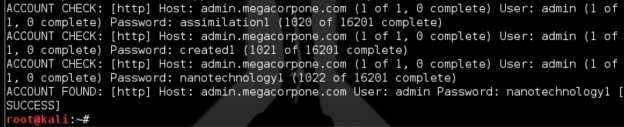 ACCOUNT CHECK: [http] Host: admin.megacorpone.com (1 of 1, 0 complete) User: admin (1 of
1, 0 complete) Password: assimilation1 (1020 of 16201 complete)
ACCOUNT CHECK: [http] Host: admin.megacorpone.com (1 of 1, 0 complete) User: admin (1 of
1, 0 complete) Password: created1 (1021 of 16201 complete)
ACCOUNT CHECK: [http] Host: admin.megacorpone.com (1 of 1, 0 complete) User: admin (1 of
1, 0 complete) Password: nanotechnology1 (1022 of 16201 complete)
ACCOUNT FOUND: [http] Host: admin.megacorpone.com User: admin Password: nanotechnology1 [
SUCCESS]
root@kali:~#